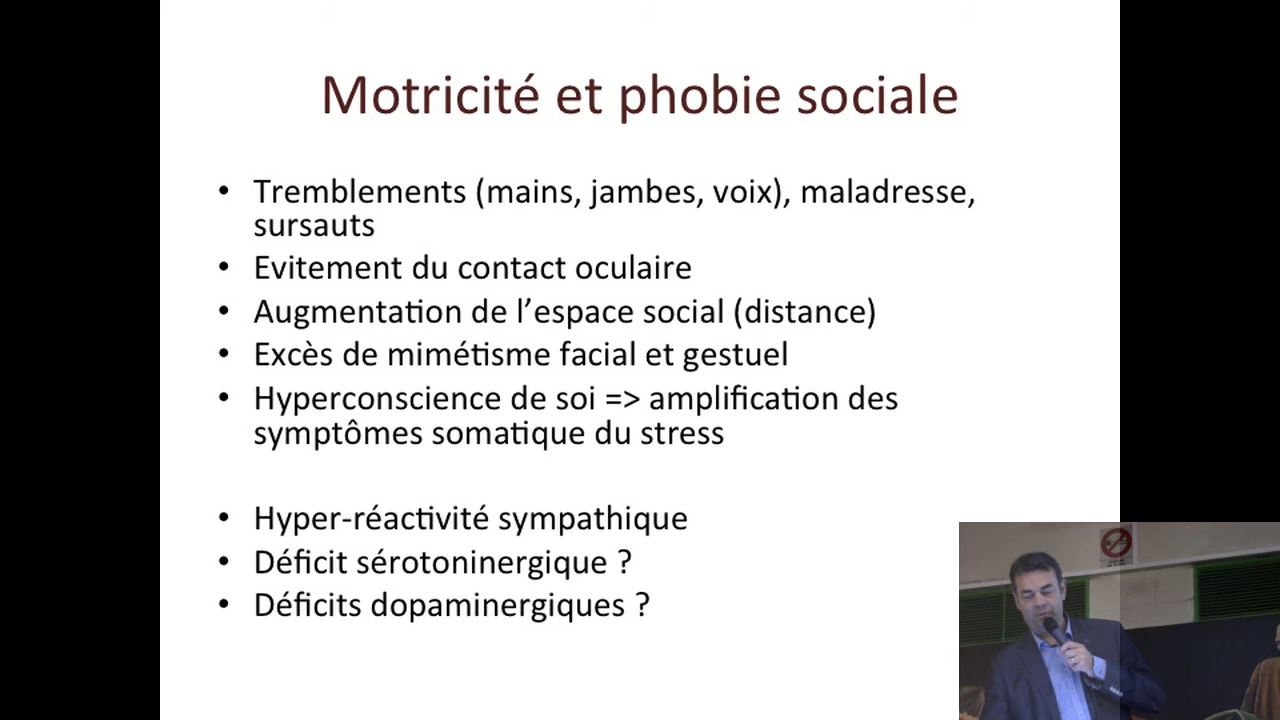 Motricité et phobie sociale
• Tremblements (mains, jambes, voix), maladresse,
sursauts
• Evitement du contact oculaire
• Augmentation de l’espace social (distance)
• Excès de mimétisme facial et gestuel
• Hyperconscience de soi => amplification des
symptômes somatique du stress
• Hyper-réactivité sympathique
• Déficit sérotoninergique ?
• Déficits dopaminergiques ?